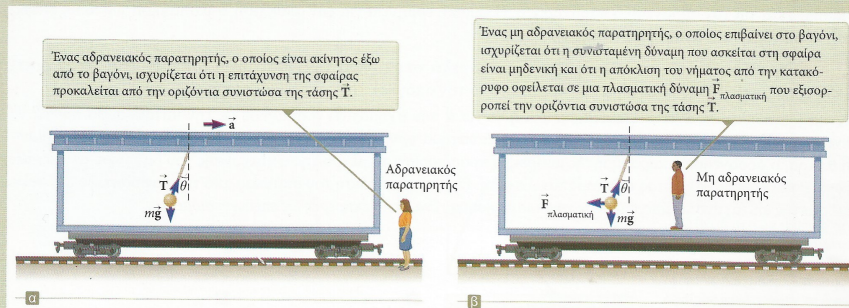 Ένας αδρανειακός παρατηρητής, ο οποίος είναι ακίνητος έξω
από το βαγόνι, ισχυρίζεται ότι η επιτάχυνση της σφαίρας
προκαλείται από την οριζόντια συνιστώσα της τάσης T⃗.
a⃗
Αδρανειακός
παρατηρητής
T⃗ θ
mg⃗
α
Ένας μη αδρανειακός παρατηρητής, ο οποίος επιβαίνει στο βαγόνι,
ισχυρίζεται ότι η συνισταμένη δύναμη που ασκείται στη σφαίρα
είναι μηδενική και ότι η απόκλιση του νήματος από την κατακό-
ρυφο οφείλεται σε μια πλασματική δύναμη F⃗πλασματική που εξισορ-
ροπεί την οριζόντια συνιστώσα της τάσης T⃗.
Μη αδρανειακός
παρατηρητής
T⃗ θ
F⃗πλασματική
mg⃗
β